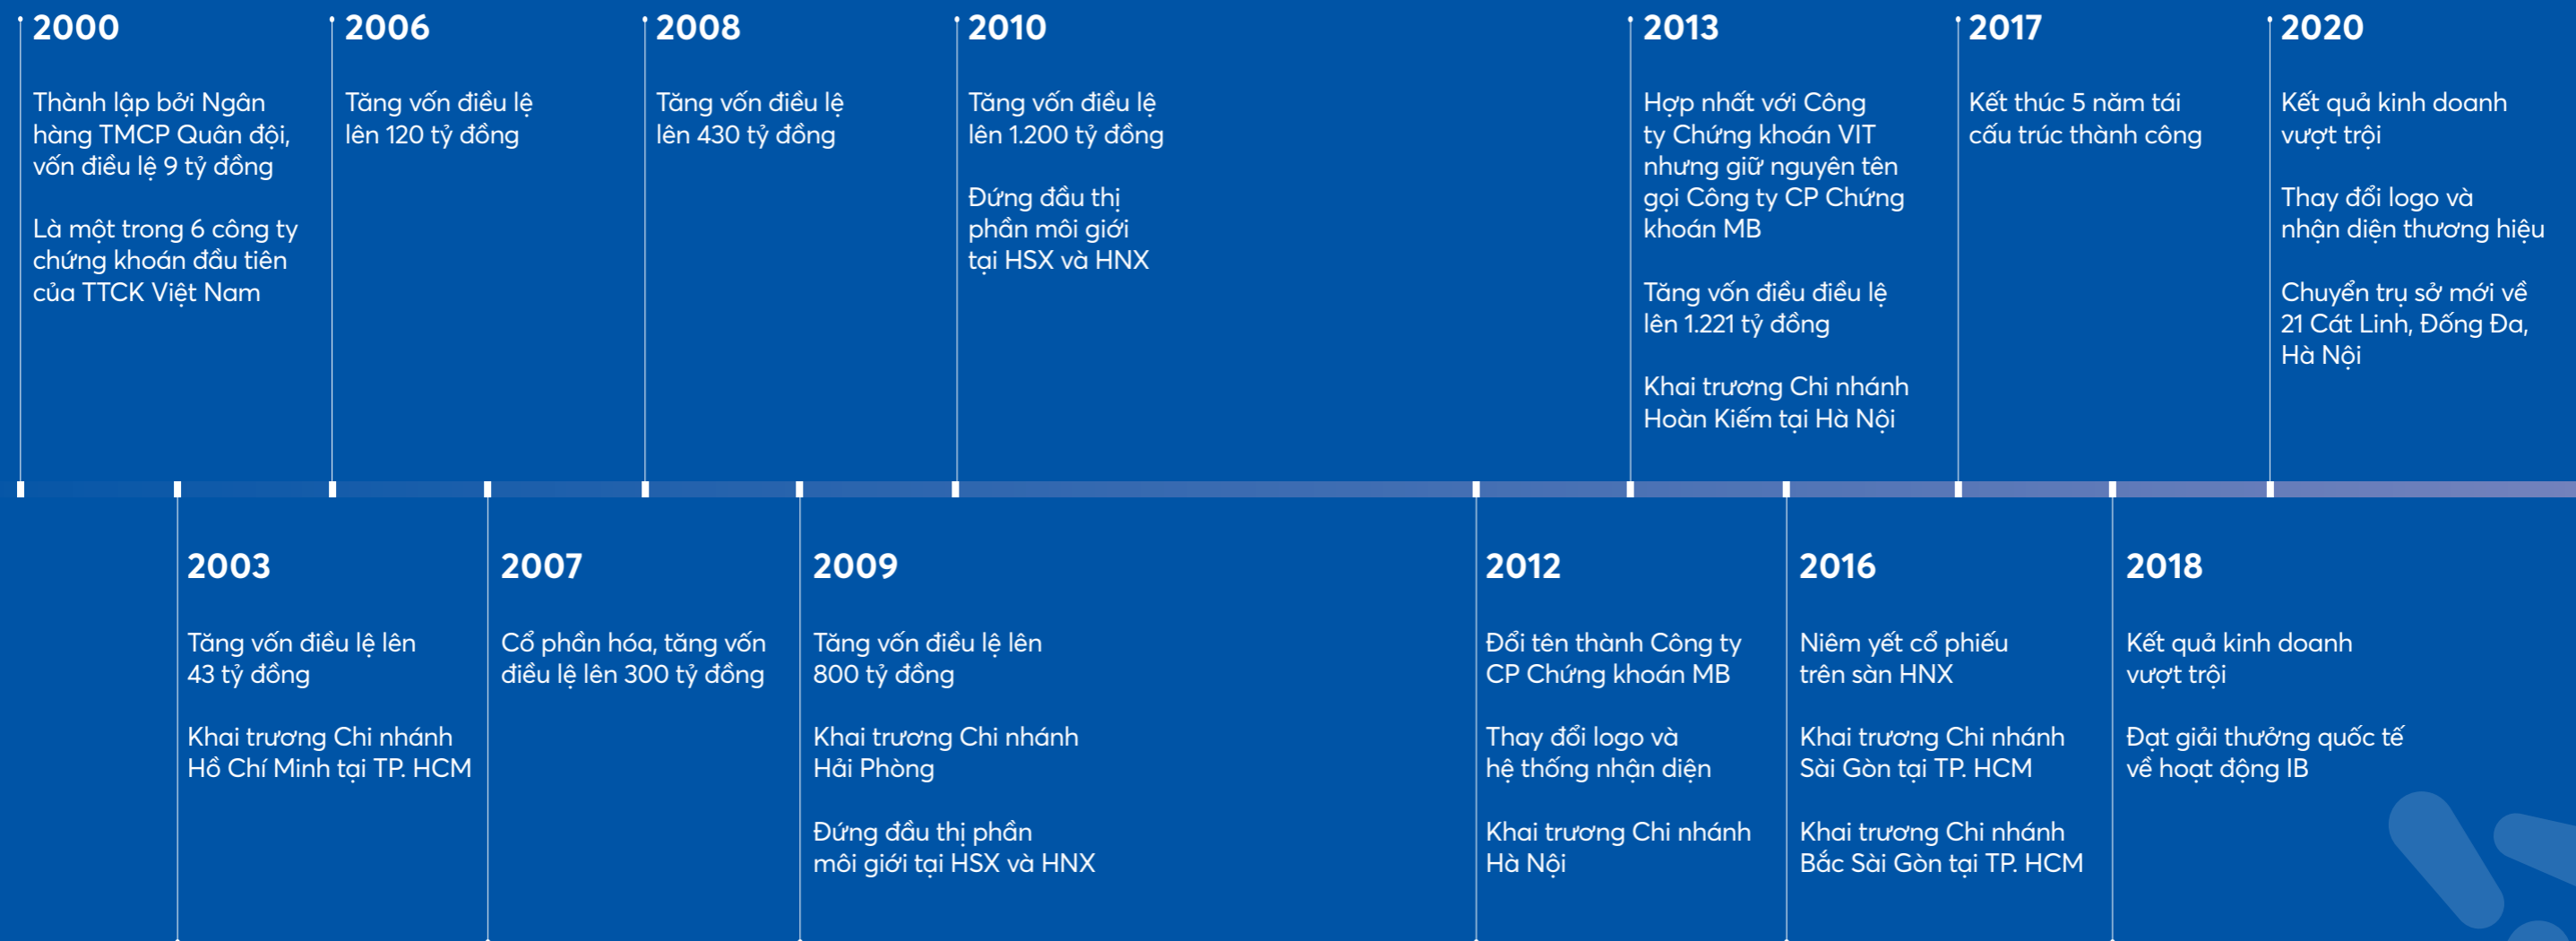 2000
Thành lập bởi Ngân
hàng TMCP Quân đội,
vốn điều lệ 9 tỷ đồng
Là một trong 6 công ty
chứng khoán đầu tiên
của TTCK Việt Nam
2006
Tăng vốn điều lệ
lên 120 tỷ đồng
2008
Tăng vốn điều lệ
lên 430 tỷ đồng
2010
Tăng vốn điều lệ
lên 1.200 tỷ đồng
Đứng đầu thị
phần môi giới
tại HSX và HNX
2013
Hợp nhất với Công
ty Chứng khoán VIT
nhưng giữ nguyên tên
gọi Công ty CP Chứng
khoán MB
Tăng vốn điều điều lệ
lên 1.221 tỷ đồng
Khai trương Chi nhánh
Hoàn Kiếm tại Hà Nội
2017
Kết thúc 5 năm tái
cấu trúc thành công
2020
Kết quả kinh doanh
vượt trội
Thay đổi logo và
nhận diện thương hiệu
Chuyển trụ sở mới về
21 Cát Linh, Đống Đa,
Hà Nội
2003
Tăng vốn điều lệ lên
43 tỷ đồng
Khai trương Chi nhánh
Hồ Chí Minh tại TP. HCM
2007
Cổ phần hóa, tăng vốn
điều lệ lên 300 tỷ đồng
2009
Tăng vốn điều lệ lên
800 tỷ đồng
Khai trương Chi nhánh
Hải Phòng
Đứng đầu thị phần
môi giới tại HSX và HNX
2012
Đổi tên thành Công ty
CP Chứng khoán MB
Thay đổi logo và
hệ thống nhận diện
Khai trương Chi nhánh
Hà Nội
2016
Niêm yết cổ phiếu
trên sàn HNX
Khai trương Chi nhánh
Sài Gòn tại TP. HCM
Khai trương Chi nhánh
Bắc Sài Gòn tại TP. HCM
2018
Kết quả kinh doanh
vượt trội
Đạt giải thưởng quốc tế
về hoạt động IB